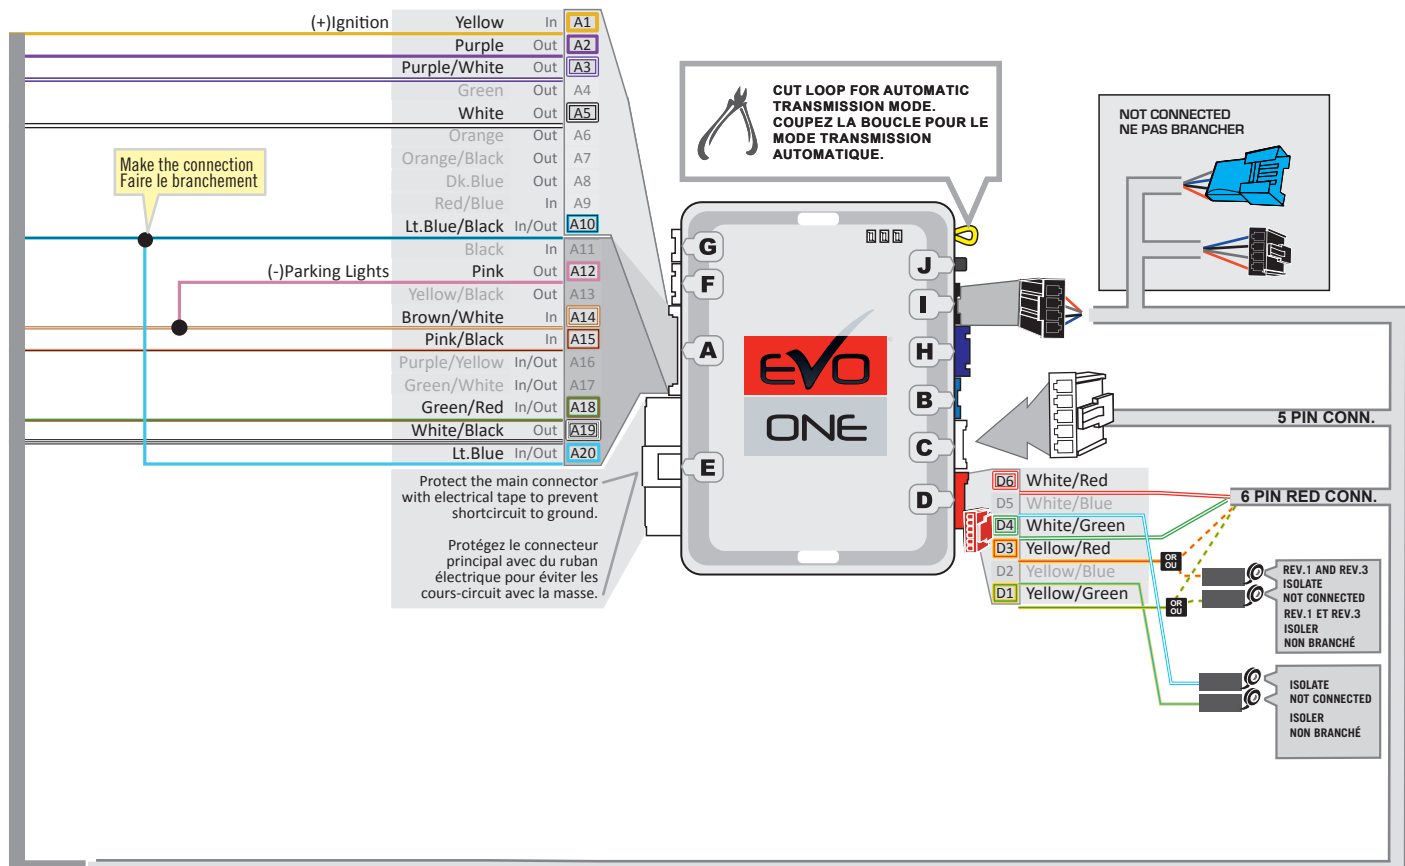 (+)Ignition Yellow In A1
Purple Out A2
Purple/White Out A3
Green Out A4
White Out A5
Orange Out A6
Orange/Black Out A7
Dk.Blue Out A8
Red/Blue In A9
Lt.Blue/Black In/Out A10
Black In A11
(-)Parking Lights Pink Out A12
Yellow/Black Out A13
Brown/White In A14
Pink/Black In A15
Purple/Yellow In/Out A16
Green/White In/Out A17
Green/Red In/Out A18
White/Black Out A19
Lt.Blue In/Out A20
Make the connection
Faire le branchement
Protect the main connector
with electrical tape to prevent
shortcircuit to ground.
Protégez le connecteur
principal avec du ruban
électrique pour éviter les
cours-circuit avec la masse.
CUT LOOP FOR AUTOMATIC
TRANSMISSION MODE.
COUPEZ LA BOUCLE POUR LE
MODE TRANSMISSION
AUTOMATIQUE.
G
F
A
E
J
I
H
B
C
D
EVO
ONE
NOT CONNECTED
NE PAS BRANCHER
5 PIN CONN.
6 PIN RED CONN.
D6 White/Red
D5 White/Blue
D4 White/Green
D3 Yellow/Red
D2 Yellow/Blue
D1 Yellow/Green
OR
OU
OR
OU
REV.1 AND REV.3
ISOLATE
NOT CONNECTED
REV.1 ET REV.3
ISOLER
NON BRANCHÉ
ISOLATE
NOT CONNECTED
ISOLER
NON BRANCHÉ